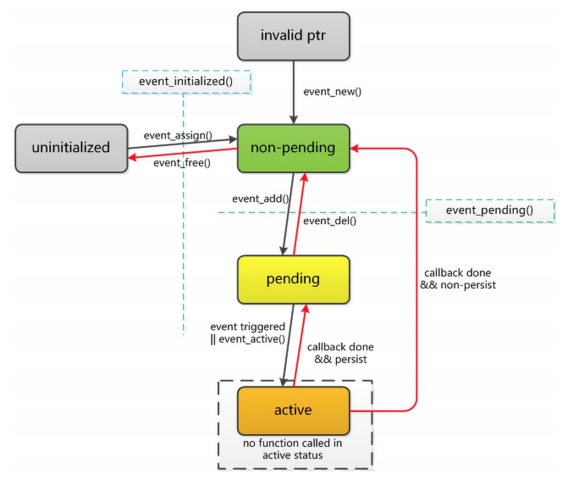 invalid ptr
event_initialized()
event_new()
uninitialized
event_assign()
event_free()
non-pending
event_add()
event_del()
event_pending()
pending
callback done
&& non-persist
event triggered
|| event_active()
callback done
&& persist
active
no function called in
active status